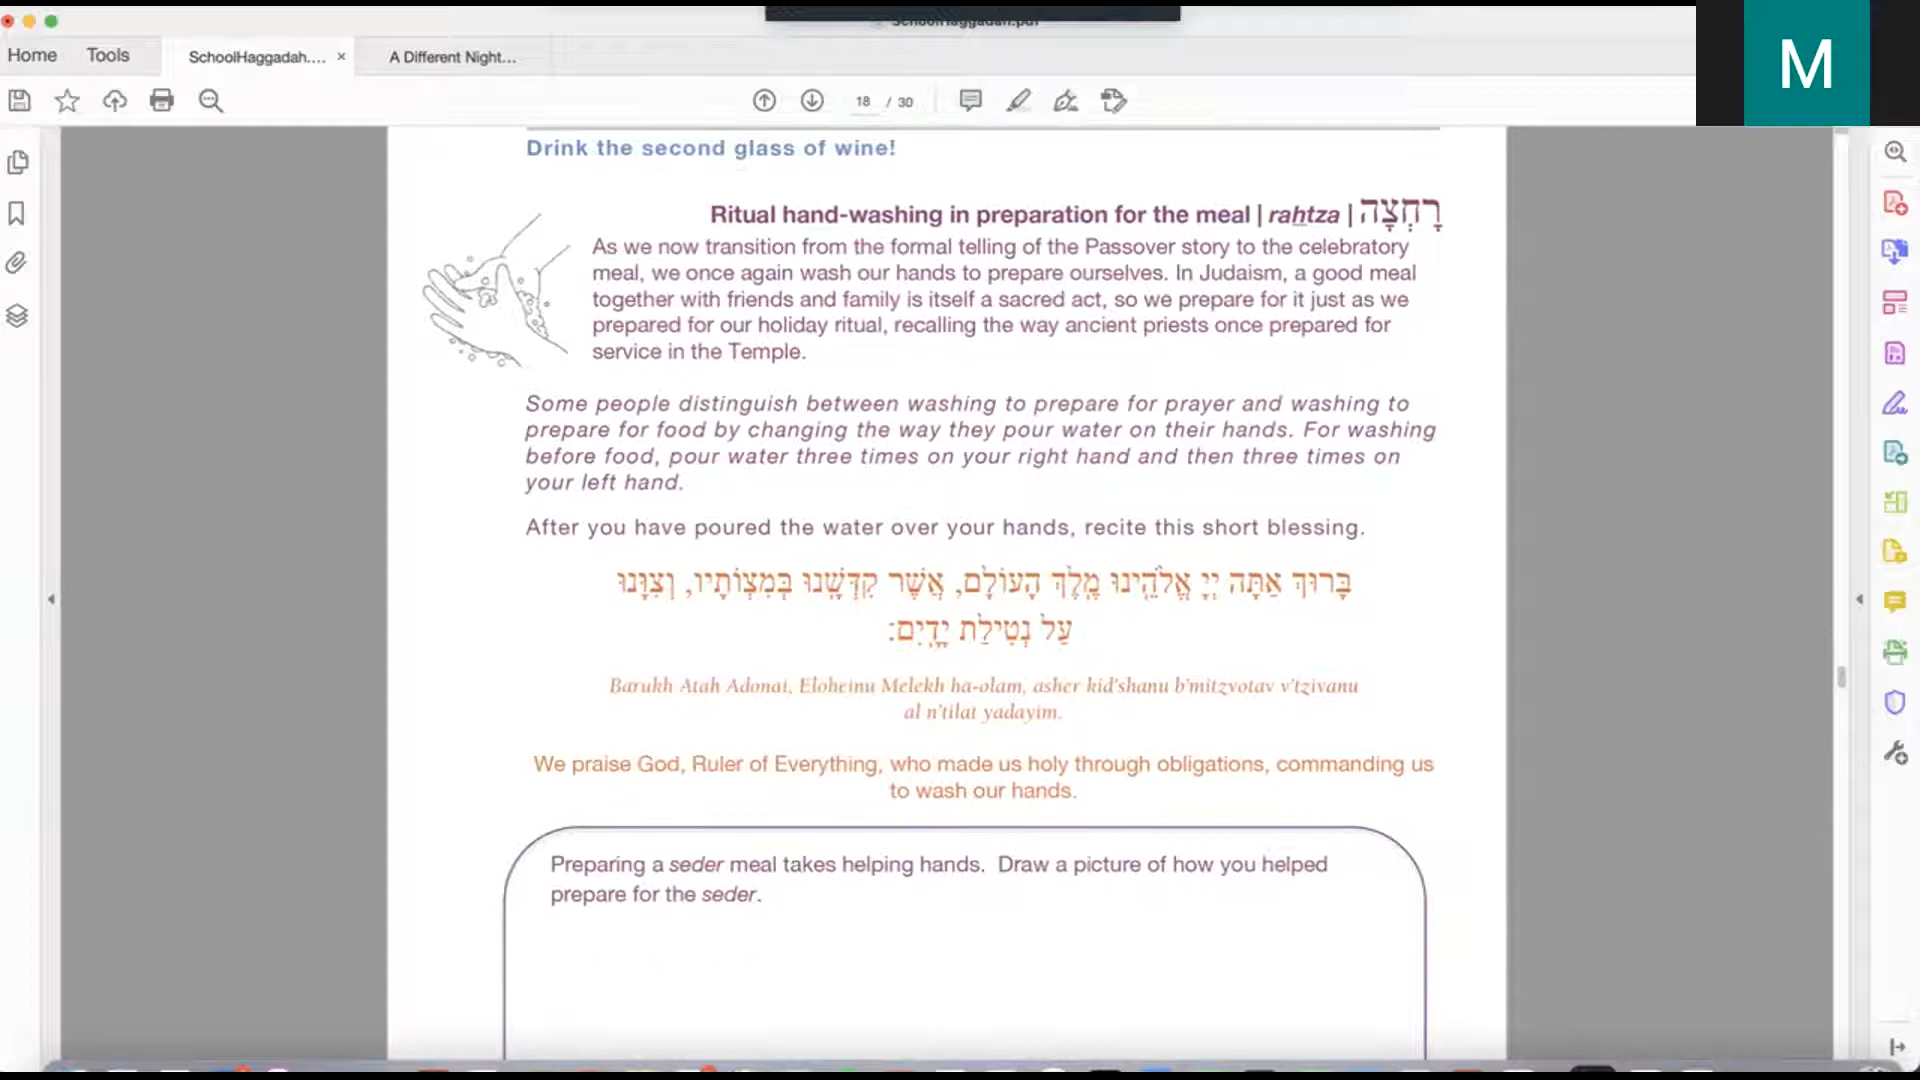 SchoolHaggadah.pdf
Home Tools SchoolHaggadah.... × A Different Night...
M
18 / 30
Drink the second glass of wine!
Ritual hand-washing in preparation for the meal | rahtza | רָחְצָה
As we now transition from the formal telling of the Passover story to the celebratory
meal, we once again wash our hands to prepare ourselves. In Judaism, a good meal
together with friends and family is itself a sacred act, so we prepare for it just as we
prepared for our holiday ritual, recalling the way ancient priests once prepared for
service in the Temple.
Some people distinguish between washing to prepare for prayer and washing to
prepare for food by changing the way they pour water on their hands. For washing
before food, pour water three times on your right hand and then three times on
your left hand.
After you have poured the water over your hands, recite this short blessing.
בָּרוּךְ אַתָּה יְיָ אֱלֹהֵֽינוּ מֶֽלֶךְ הָעוֹלָם, אֲשֶׁר קִדְּשָֽׁנוּ בְּמִצְוֹתָיו, וְצִוָּֽנוּ
עַל נְטִילַת יָדָֽיִם:
Barukh Atah Adonai, Eloheinu Melekh ha-olam, asher kid'shanu b'mitzvotav v'tzivanu
al n'tilat yadayim.
We praise God, Ruler of Everything, who made us holy through obligations, commanding us
to wash our hands.
Preparing a seder meal takes helping hands. Draw a picture of how you helped
prepare for the seder.